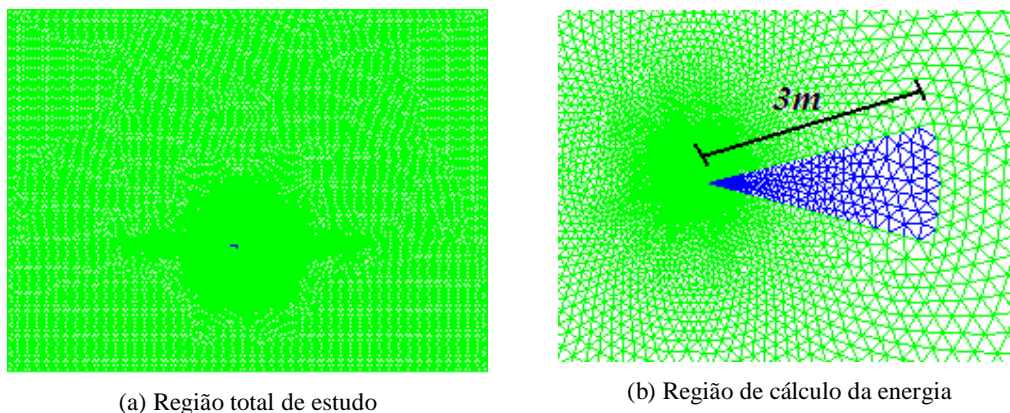 3m
(a) Região total de estudo
(b) Região de cálculo da energia